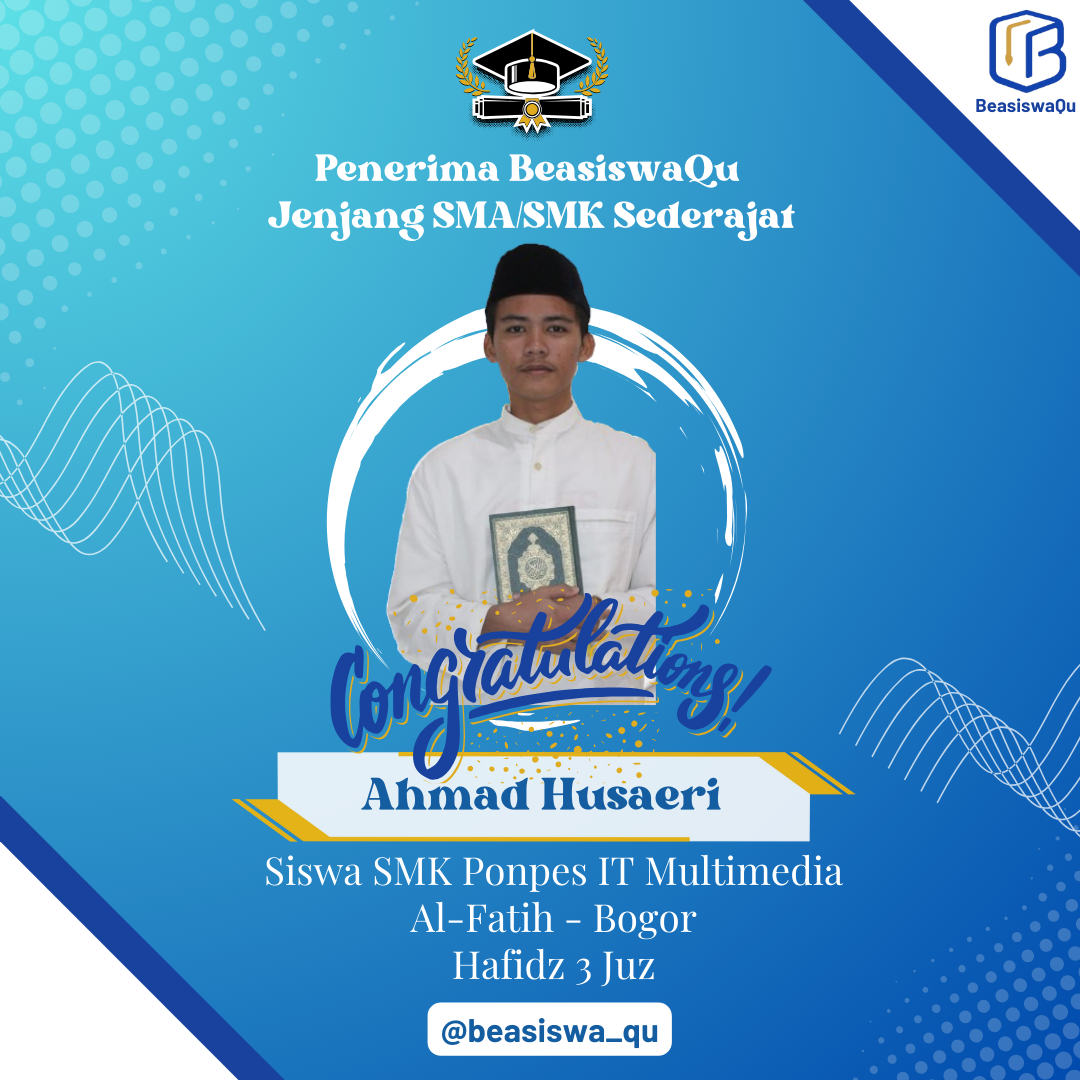 BeasiswaQu
Penerima BeasiswaQu
Jenjang SMA/SMK Sederajat
Congratulations!
Ahmad Husaeri
Siswa SMK Ponpes IT Multimedia
Al-Fatih - Bogor
Hafidz 3 Juz
@beasiswa_qu